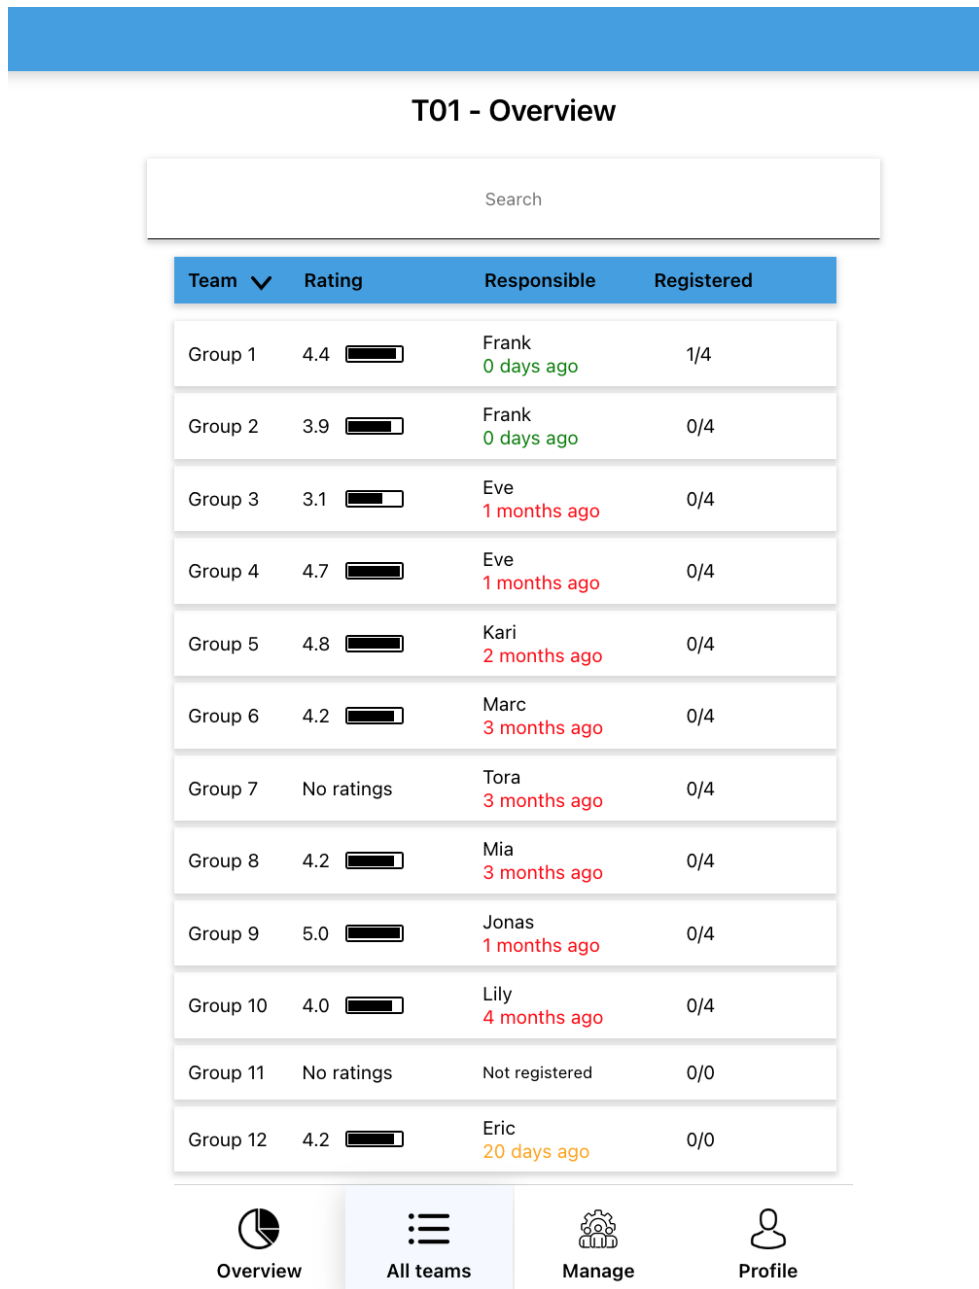 T01 - Overview
Search
Team Rating Responsible Registered
Group 1 4.4 Frank 1/4
0 days ago
Group 2 3.9 Frank 0/4
0 days ago
Group 3 3.1 Eve 0/4
1 months ago
Group 4 4.7 Eve 0/4
1 months ago
Group 5 4.8 Kari 0/4
2 months ago
Group 6 4.2 Marc 0/4
3 months ago
Group 7 No ratings Tora 0/4
3 months ago
Group 8 4.2 Mia 0/4
3 months ago
Group 9 5.0 Jonas 0/4
1 months ago
Group 10 4.0 Lily 0/4
4 months ago
Group 11 No ratings Not registered 0/0
Group 12 4.2 Eric 0/0
20 days ago
Overview All teams Manage Profile